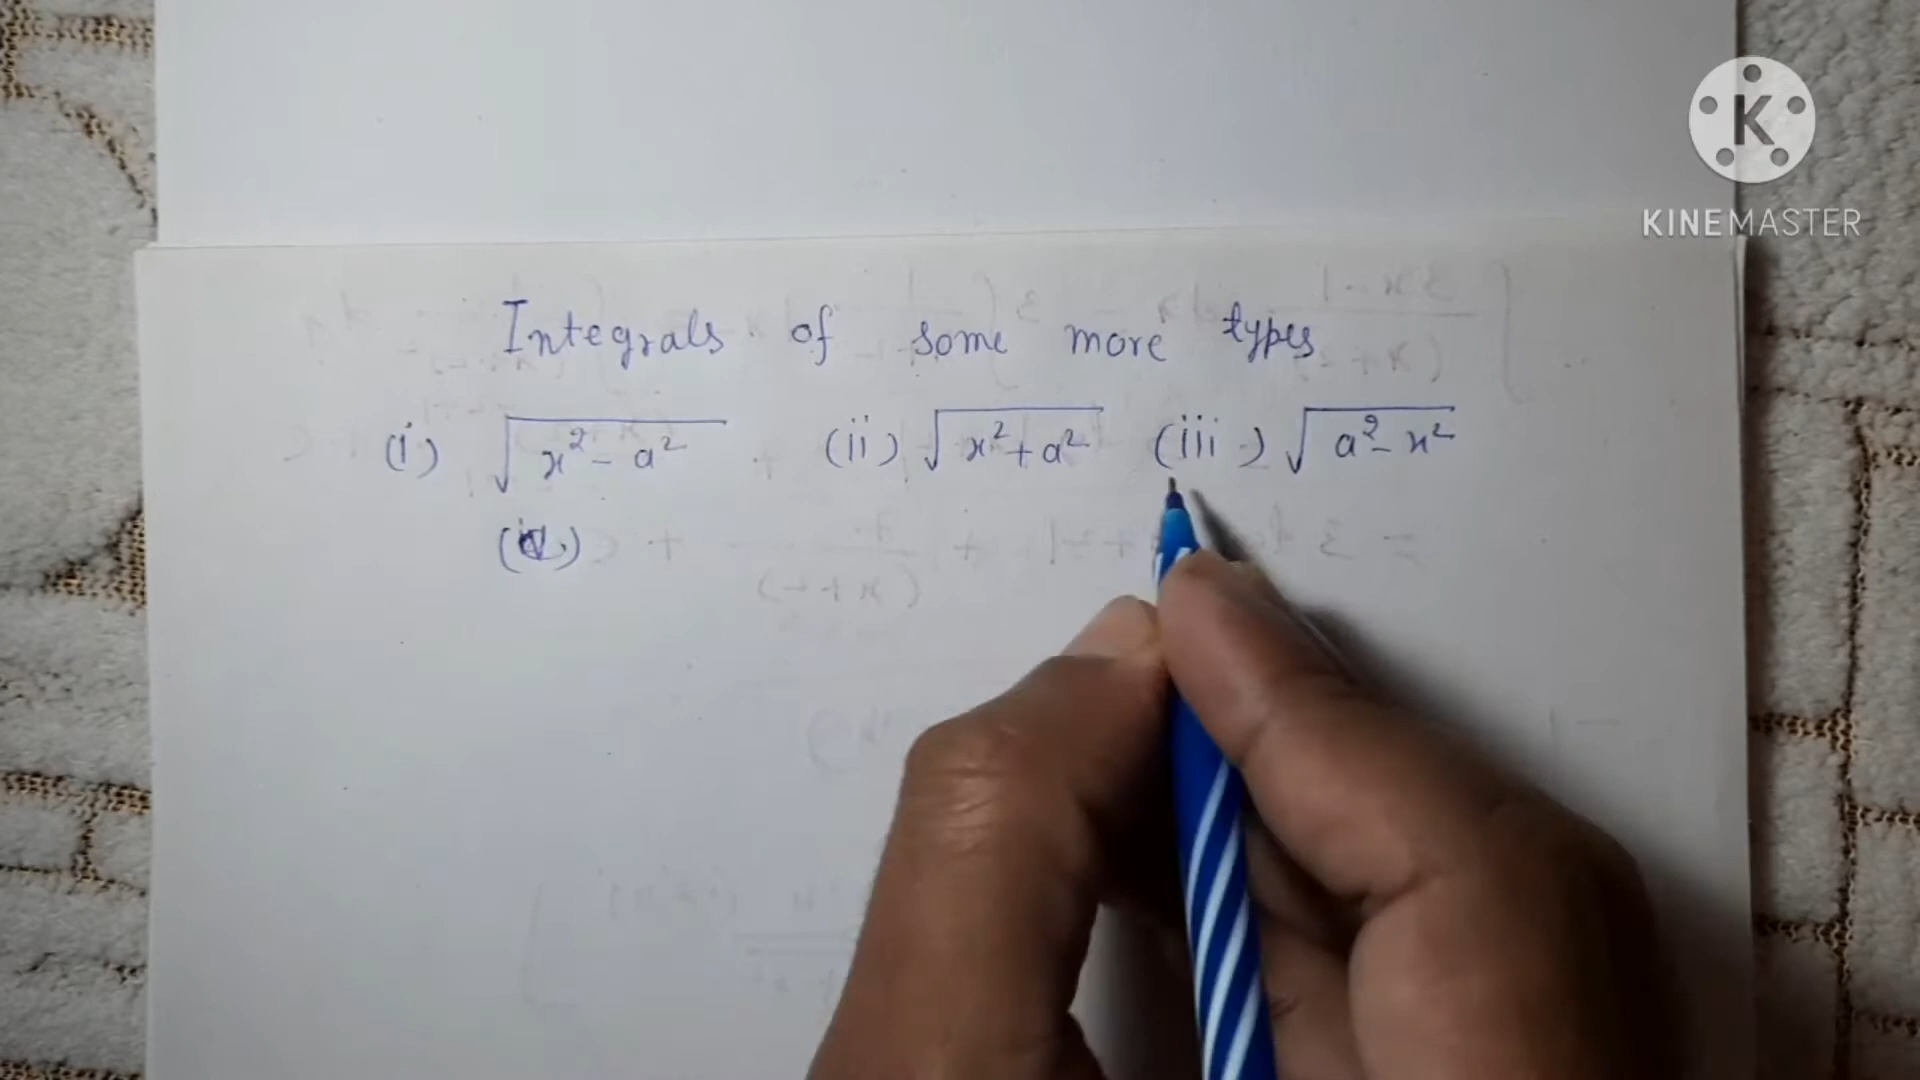 K
KINEMASTER
Integrals of some more types
(i) √x² - a² (ii) √x² + a² (iii) √a² - x²